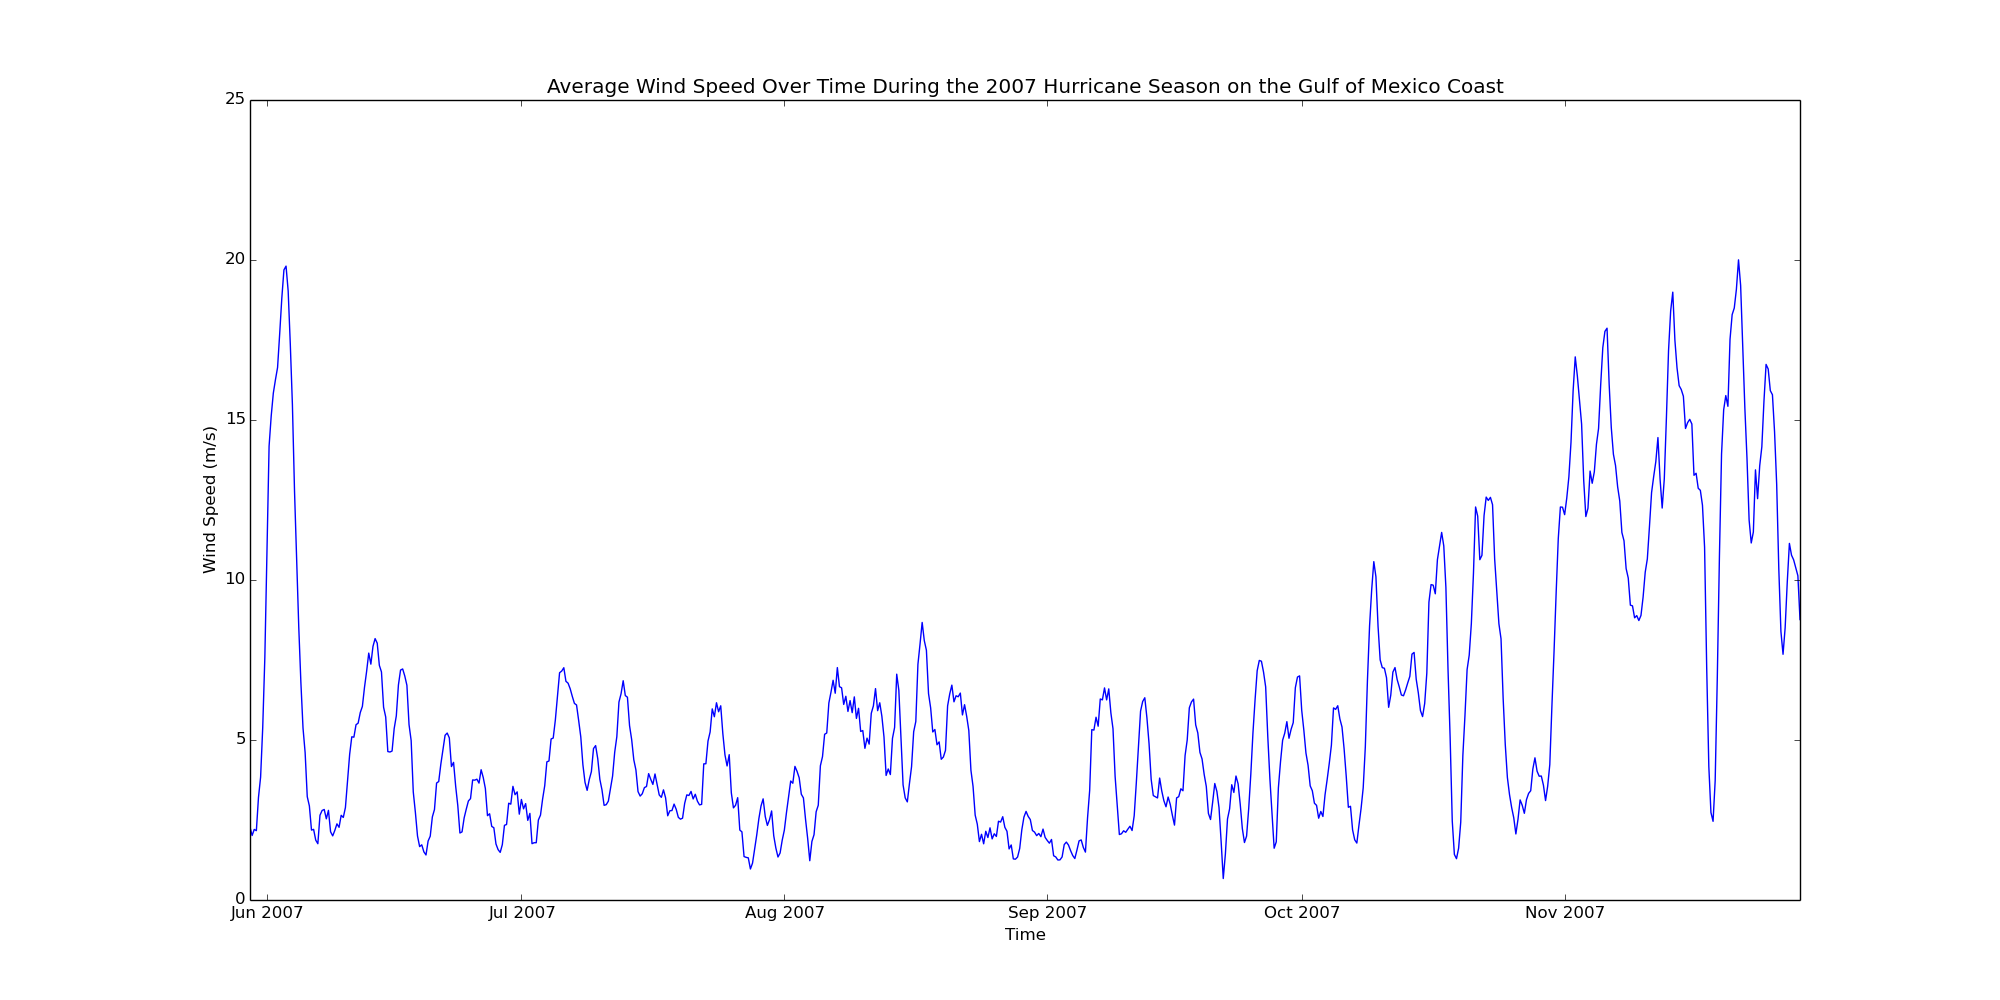 Average Wind Speed Over Time During the 2007 Hurricane Season on the Gulf of Mexico Coast
25
20
15
10
5
0
Wind Speed (m/s)
Jun 2007
Jul 2007
Aug 2007
Sep 2007
Oct 2007
Nov 2007
Time